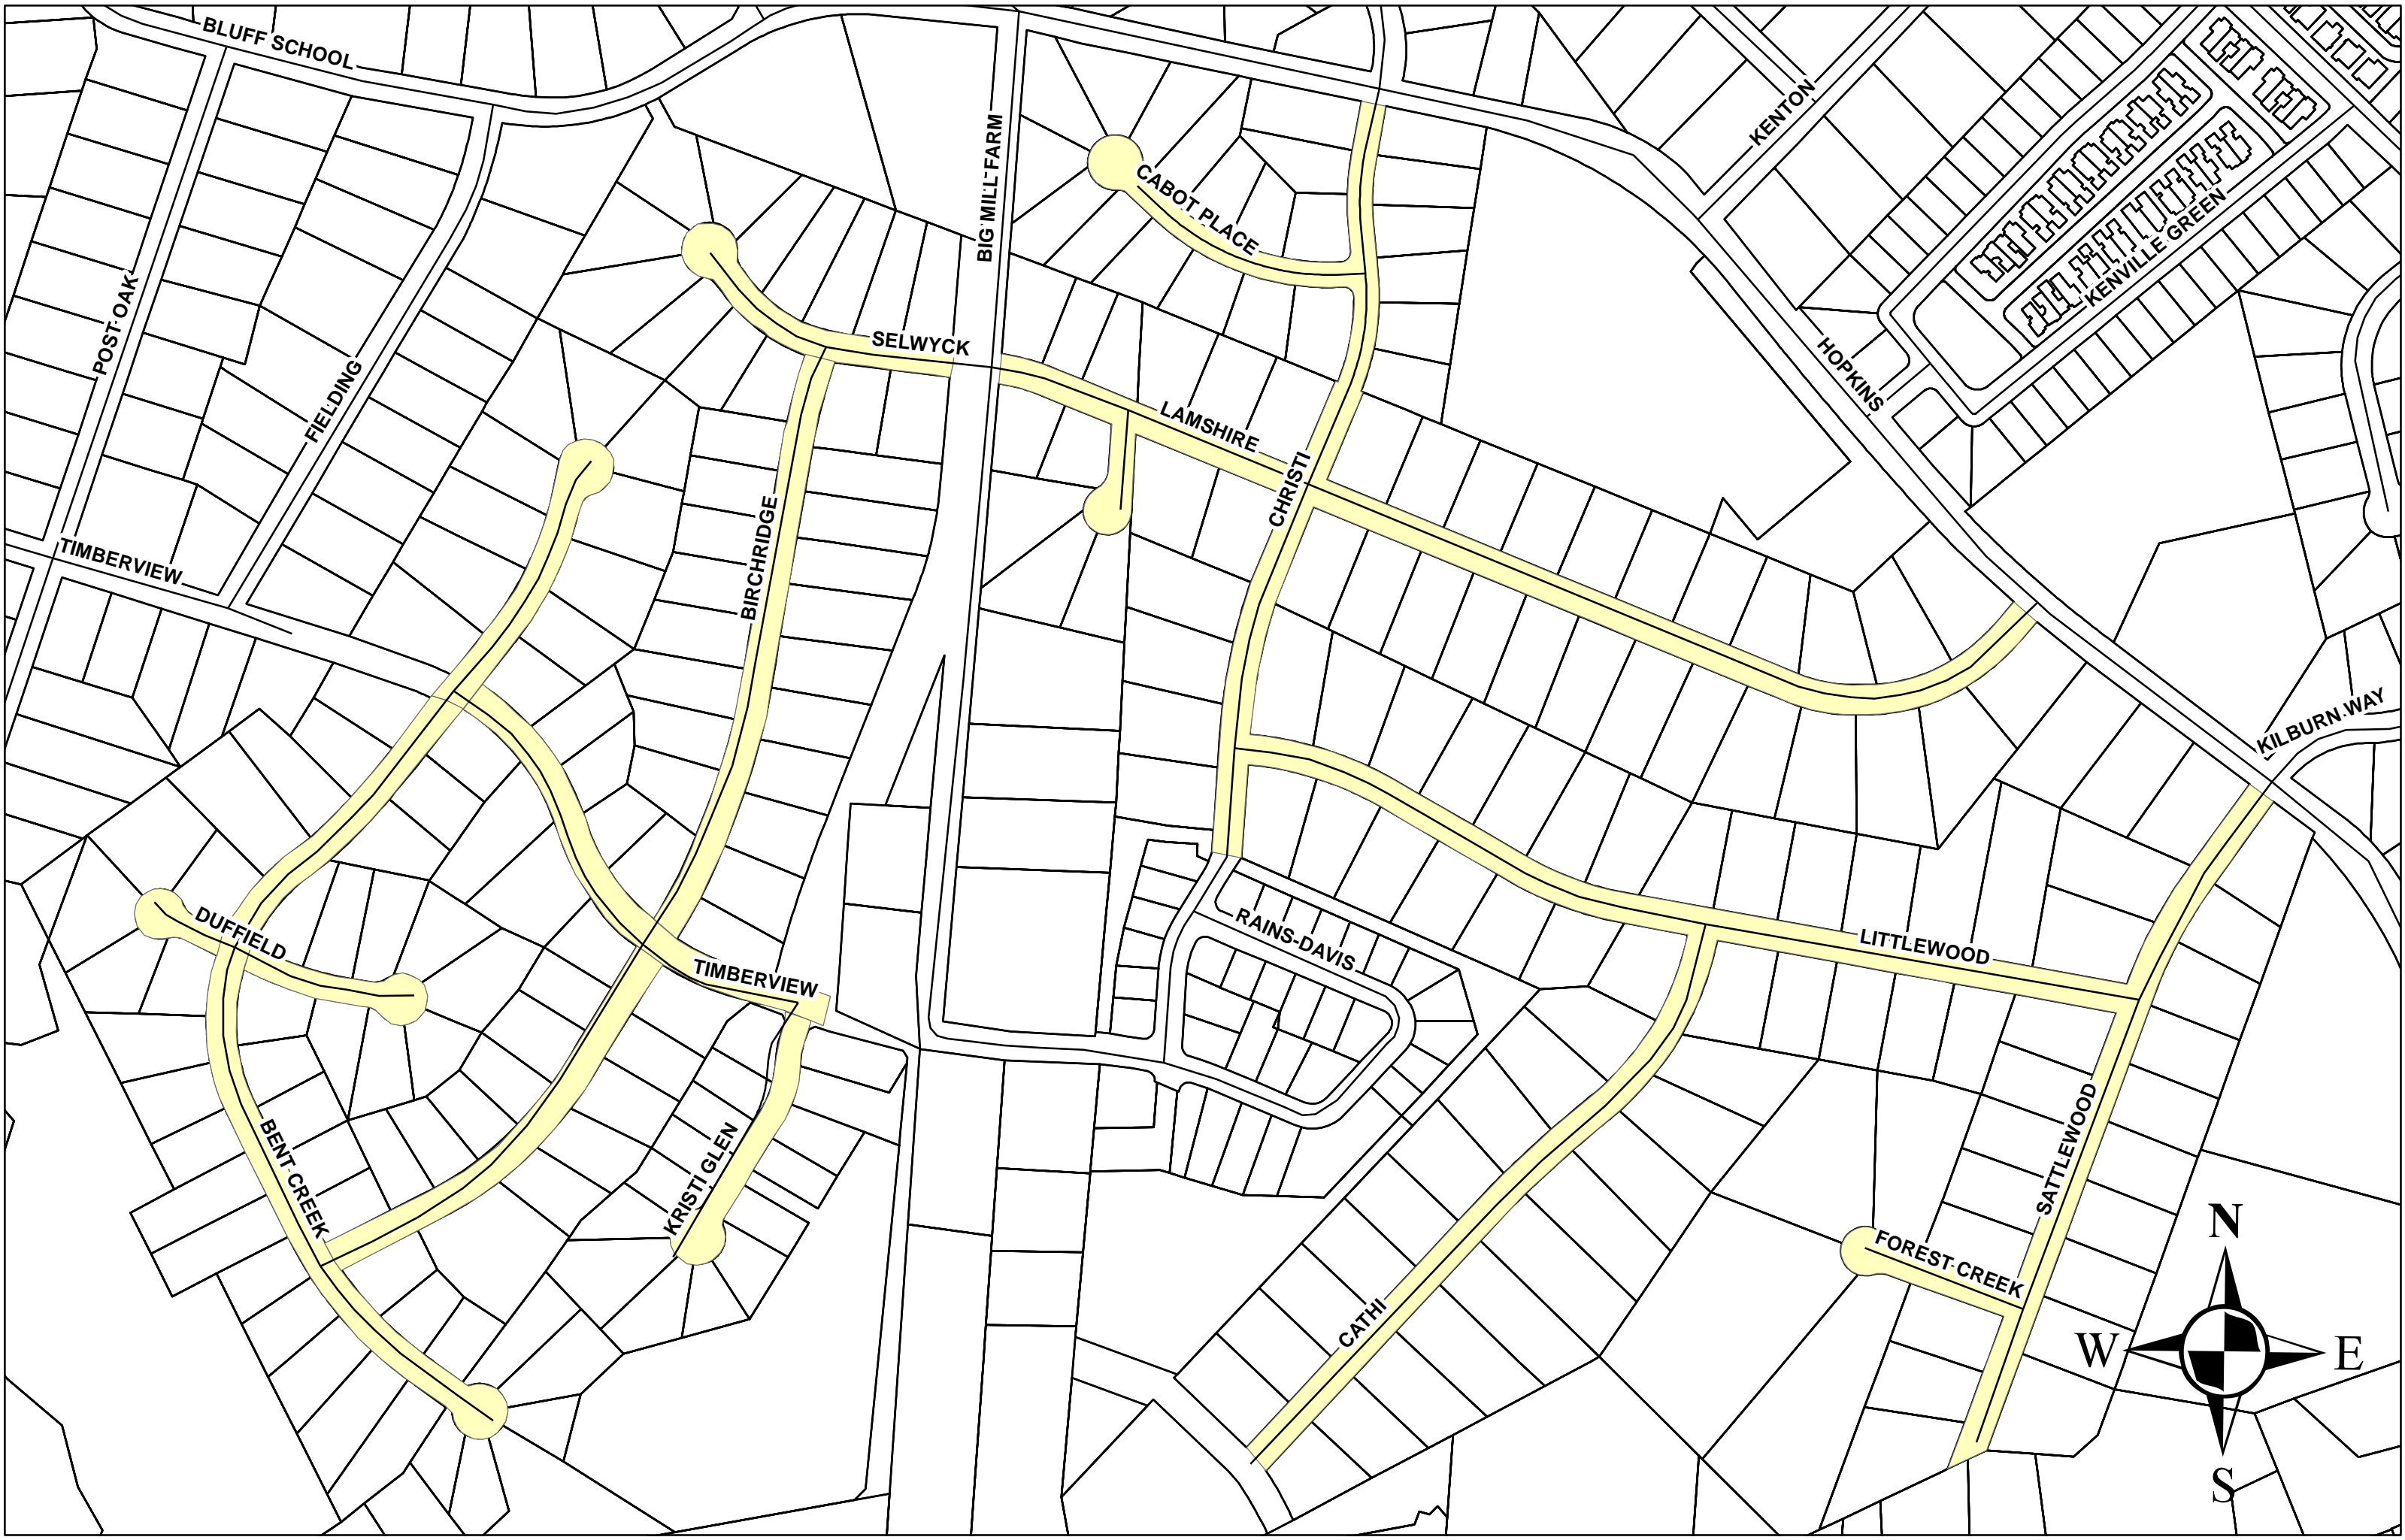 BLUFF SCHOOL
KENTON
BIG MILL FARM
CABOT PLACE
KENVILLE GREEN
POST OAK
SELWYCK
HOPKINS
FIELDING
LAMSHIRE
CHRISTI
TIMBERVIEW
BIRCHRIDGE
KILBURN WAY
DUFFIELD
RAINS-DAVIS
LITTLEWOOD
TIMBERVIEW
BENT CREEK
KRISTI GLEN
SATTLEWOOD
FOREST CREEK
CATHI
N
W
E
S